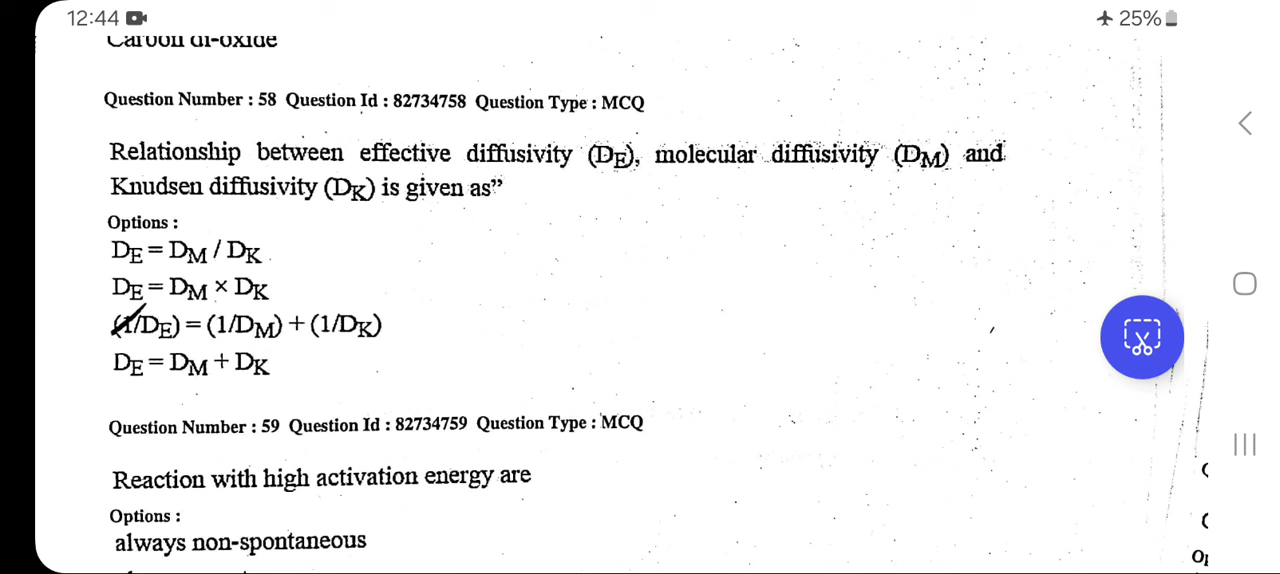 12:44
25%
Carbon di-oxide
Question Number : 58 Question Id : 82734758 Question Type : MCQ
Relationship between effective diffusivity (DE), molecular diffusivity (DM) and
Knudsen diffusivity (DK) is given as”
Options :
DE = DM / DK
DE = DM × DK
(1/DE) = (1/DM) + (1/DK)
DE = DM + DK
Question Number : 59 Question Id : 82734759 Question Type : MCQ
Reaction with high activation energy are
Options :
always non-spontaneous